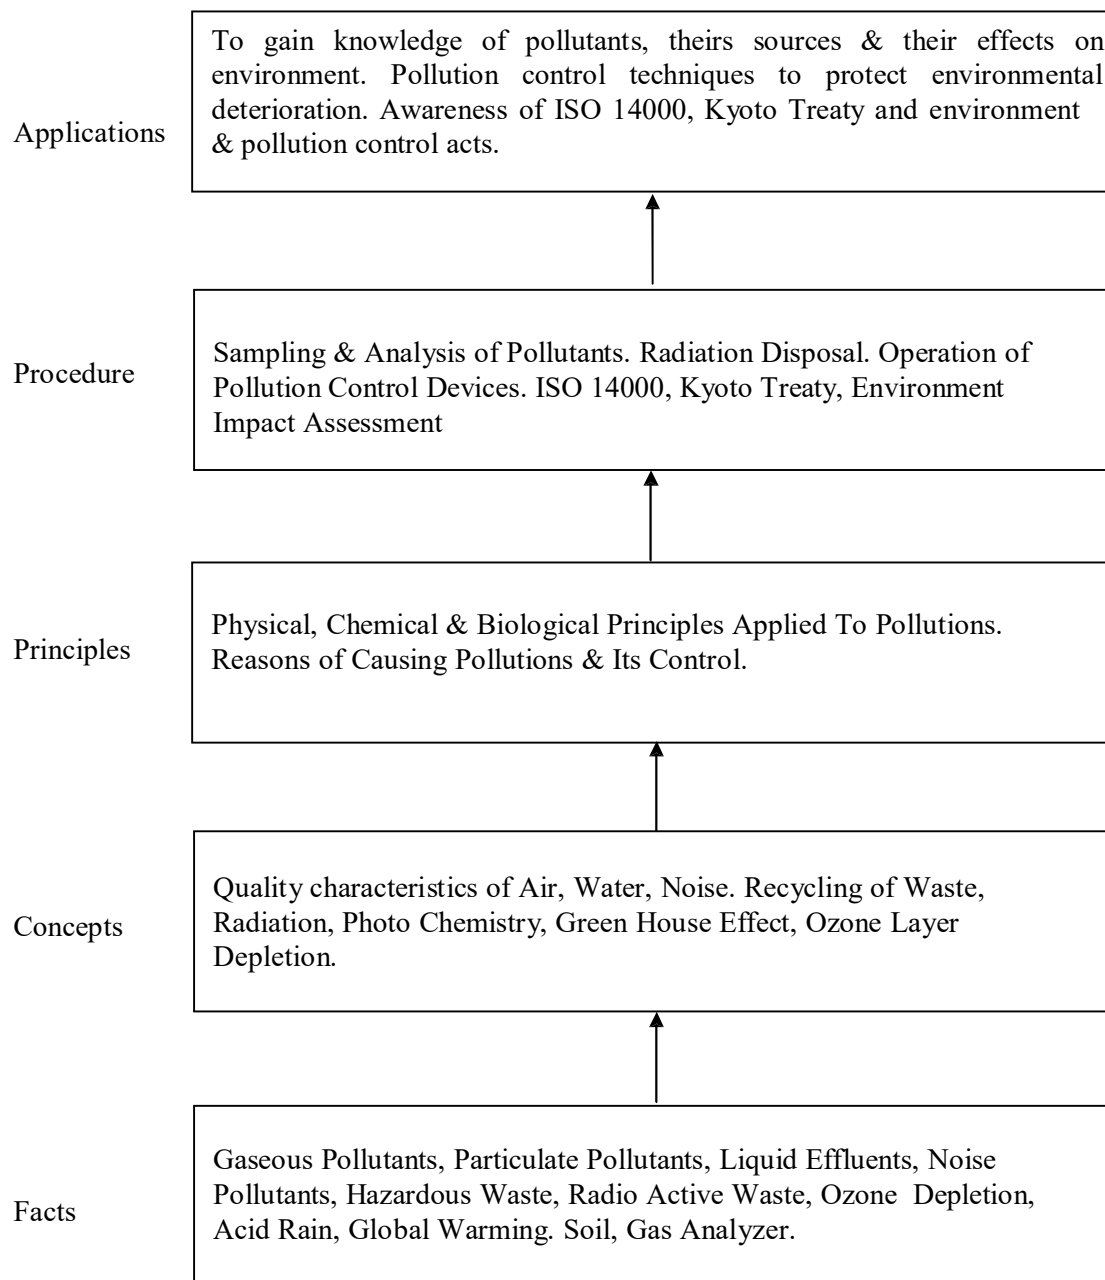 To gain knowledge of pollutants, theirs sources & their effects on
environment. Pollution control techniques to protect environmental
deterioration. Awareness of ISO 14000, Kyoto Treaty and environment
& pollution control acts.
Applications
Sampling & Analysis of Pollutants. Radiation Disposal. Operation of
Pollution Control Devices. ISO 14000, Kyoto Treaty, Environment
Impact Assessment
Procedure
Physical, Chemical & Biological Principles Applied To Pollutions.
Reasons of Causing Pollutions & Its Control.
Principles
Quality characteristics of Air, Water, Noise. Recycling of Waste,
Radiation, Photo Chemistry, Green House Effect, Ozone Layer
Depletion.
Concepts
Gaseous Pollutants, Particulate Pollutants, Liquid Effluents, Noise
Pollutants, Hazardous Waste, Radio Active Waste, Ozone Depletion,
Acid Rain, Global Warming. Soil, Gas Analyzer.
Facts